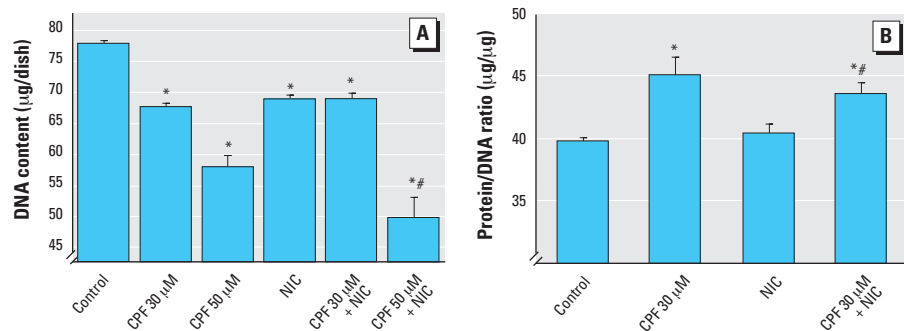 A
DNA content (μg/dish)
80
75
70
65
60
55
50
45
*
*
*
*
*#
Control
CPF 30 μM
CPF 50 μM
NIC
CPF 30 μM
+ NIC
CPF 50 μM
+ NIC
B
Protein/DNA ratio (μg/μg)
50
45
40
35
*
*#
Control
CPF 30 μM
NIC
CPF 30 μM
+ NIC